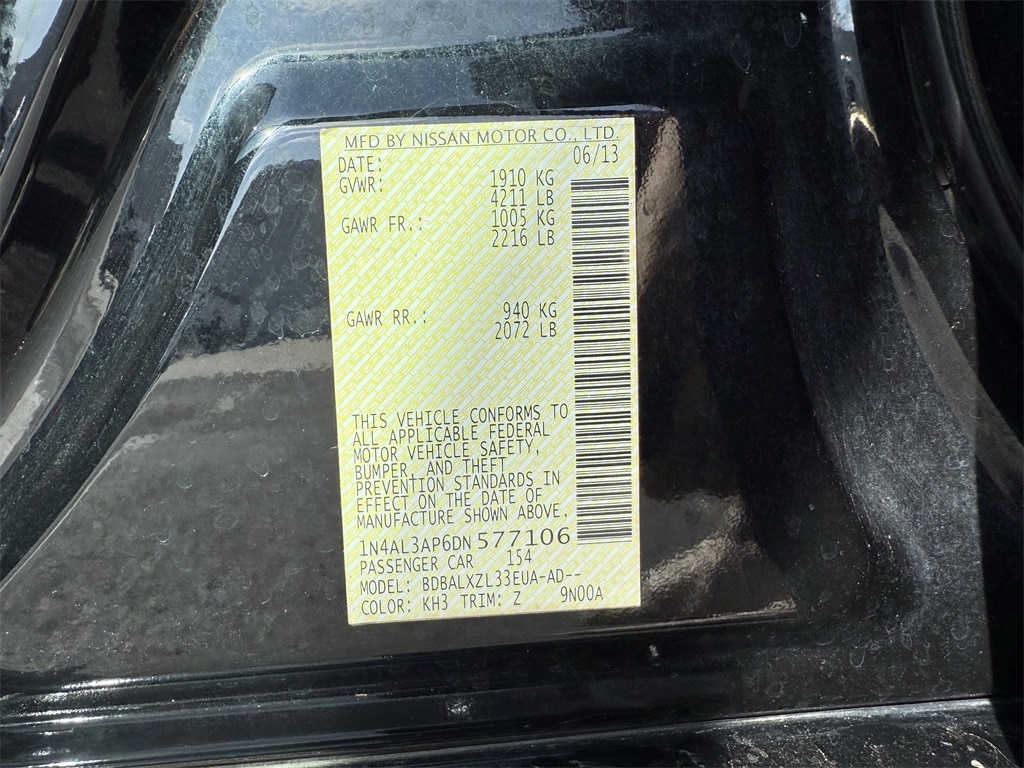 MFD BY NISSAN MOTOR CO., LTD.
DATE: 06/13
GVWR: 1910 KG
4211 LB
GAWR FR.: 1005 KG
2216 LB
GAWR RR.: 940 KG
2072 LB
THIS VEHICLE CONFORMS TO
ALL APPLICABLE FEDERAL
MOTOR VEHICLE SAFETY,
BUMPER, AND THEFT
PREVENTION STANDARDS IN
EFFECT ON THE DATE OF
MANUFACTURE SHOWN ABOVE.
1N4AL3AP6DN 577106
PASSENGER CAR 154
MODEL: BDBALXZL33EUA-AD--
COLOR: KH3 TRIM: Z 9N00A